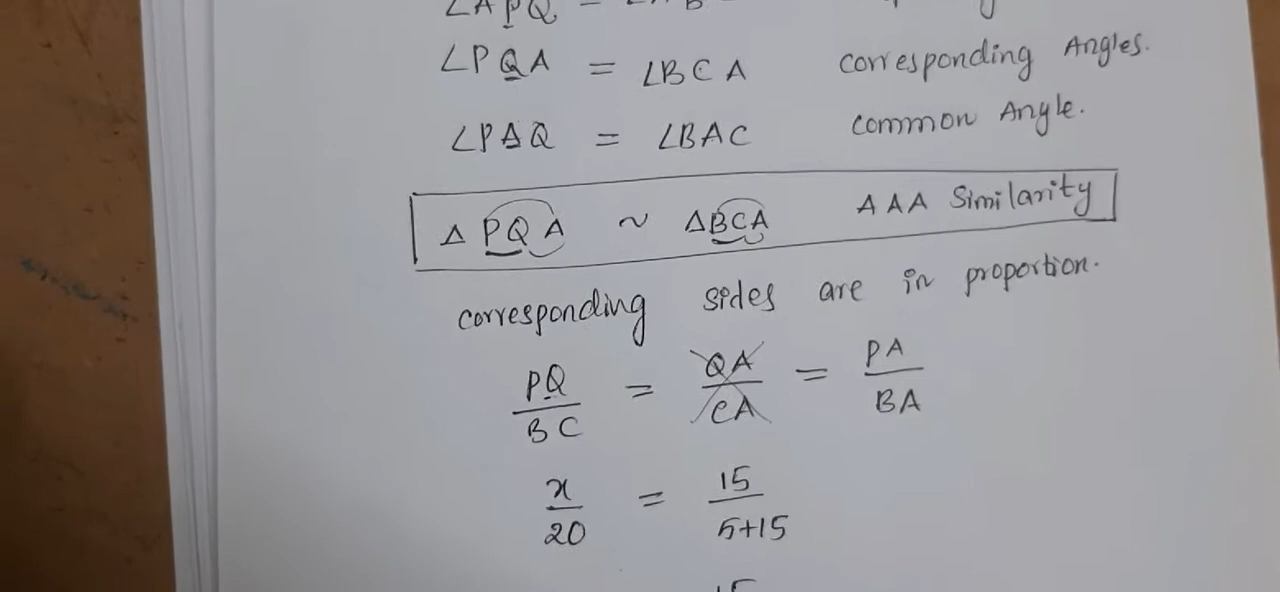 ∠PQA = ∠BCA corresponding Angles.
∠PAQ = ∠BAC common Angle.
Δ PQA ~ ΔBCA AAA Similarity
corresponding sides are in proportion.
PQ/BC = QA/CA = PA/BA
x/20 = 15/5+15